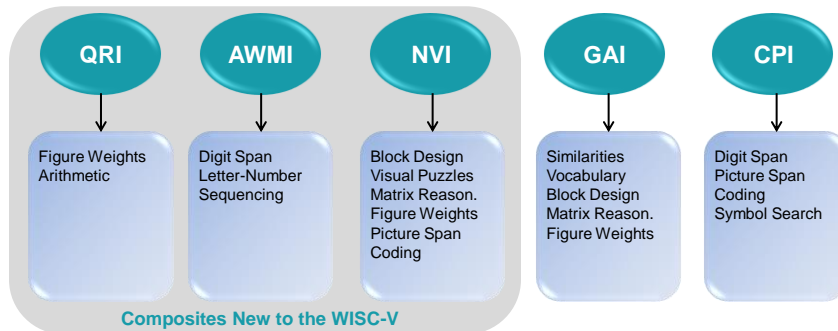 QRI
AWMI
NVI
GAI
CPI
Figure Weights
Arithmetic
Digit Span
Letter-Number
Sequencing
Block Design
Visual Puzzles
Matrix Reason.
Figure Weights
Picture Span
Coding
Similarities
Vocabulary
Block Design
Matrix Reason.
Figure Weights
Digit Span
Picture Span
Coding
Symbol Search
Composites New to the WISC-V